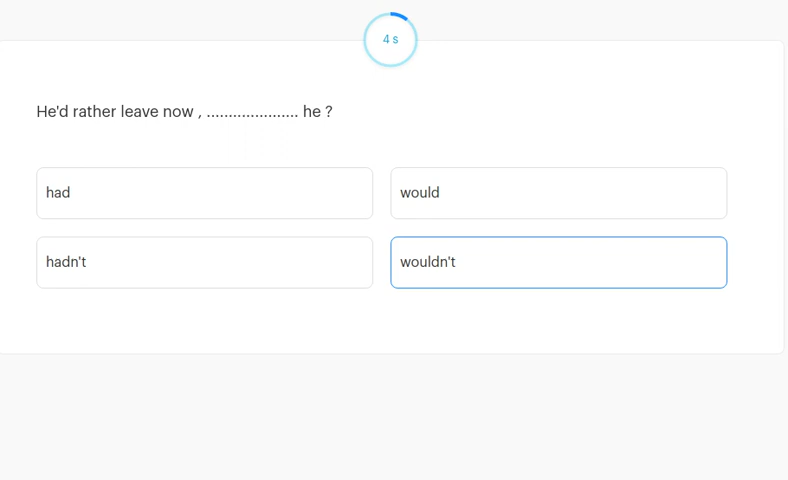 4 s
He'd rather leave now , ..................... he ?
had
would
hadn't
wouldn't